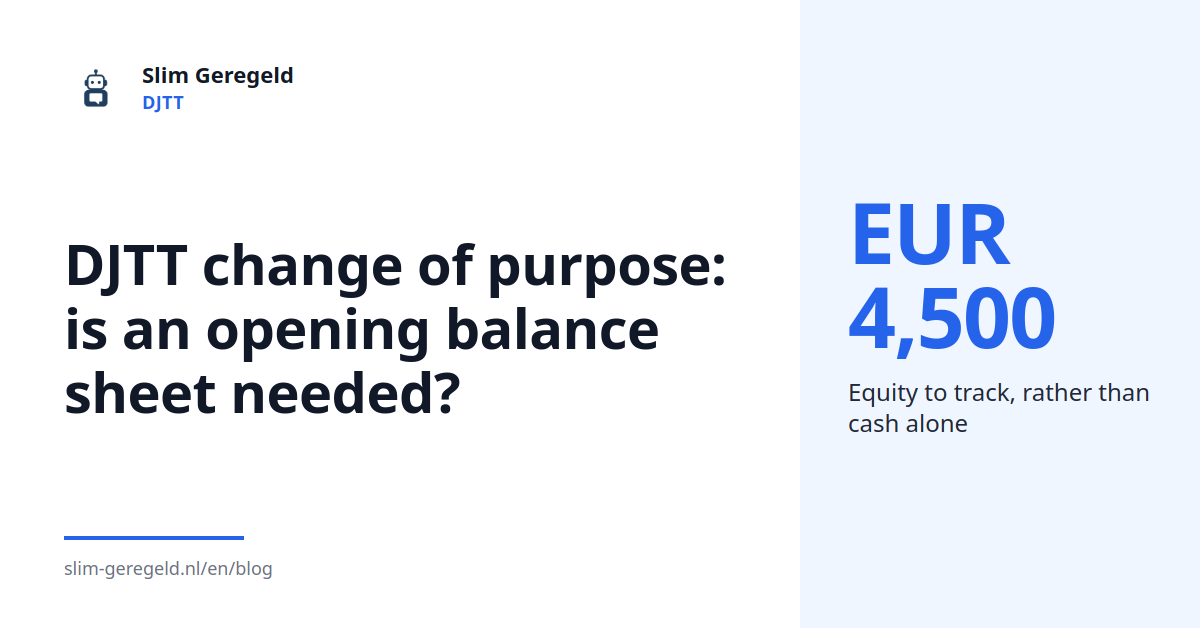 Slim Geregeld
DJTT
DJTT change of purpose:
is an opening balance
sheet needed?
slim-geregeld.nl/en/blog
EUR
4,500
Equity to track, rather than
cash alone